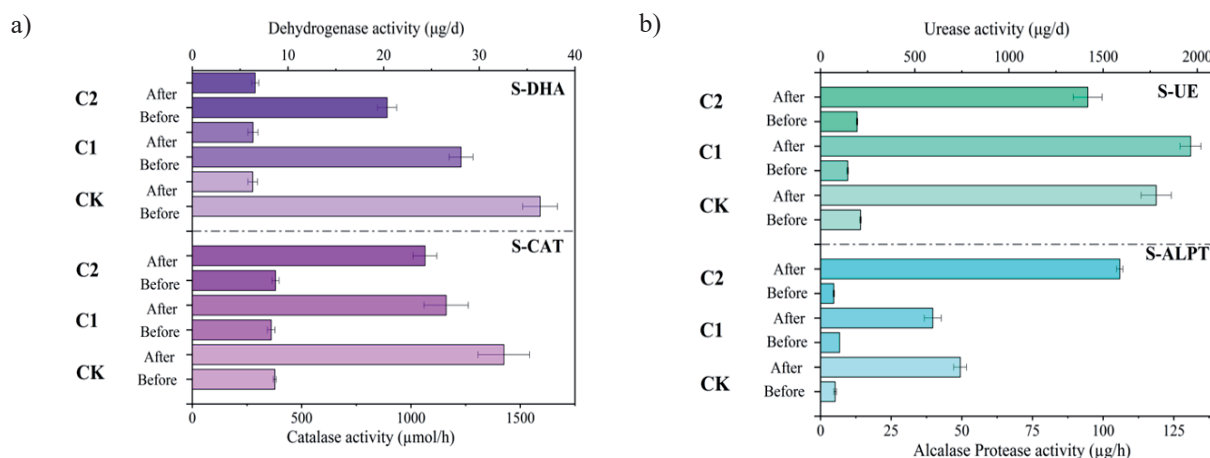 a)
Dehydrogenase activity (µg/d)
0 10 20 30 40
S-DHA
C2
After
Before
C1
After
Before
CK
After
Before
S-CAT
C2
After
Before
C1
After
Before
CK
After
Before
0 500 1000 1500
Catalase activity (µmol/h)
b)
Urease activity (µg/d)
0 500 1000 1500 2000
S-UE
C2
After
Before
C1
After
Before
CK
After
Before
S-ALPT
C2
After
Before
C1
After
Before
CK
After
Before
0 25 50 75 100 125
Alcalase Protease activity (µg/h)